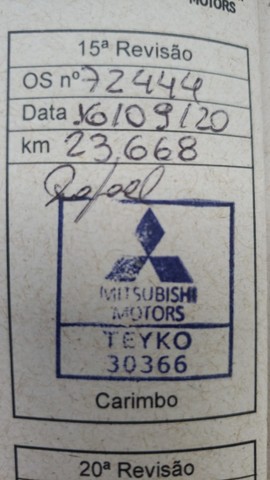 MOTORS
15ª Revisão
OS nº 72444
Data 16/09/20
km 23.668
Rafael
MITSUBISHI
MOTORS
TEYKO
30366
Carimbo
20ª Revisão